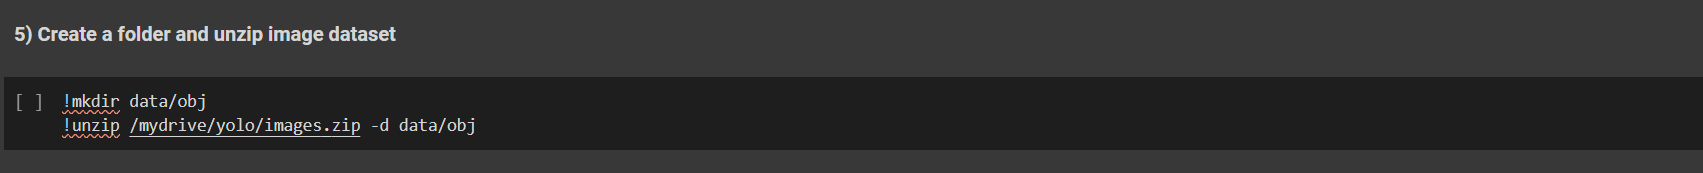 5) Create a folder and unzip image dataset
[ ] !mkdir data/obj
!unzip /mydrive/yolo/images.zip -d data/obj